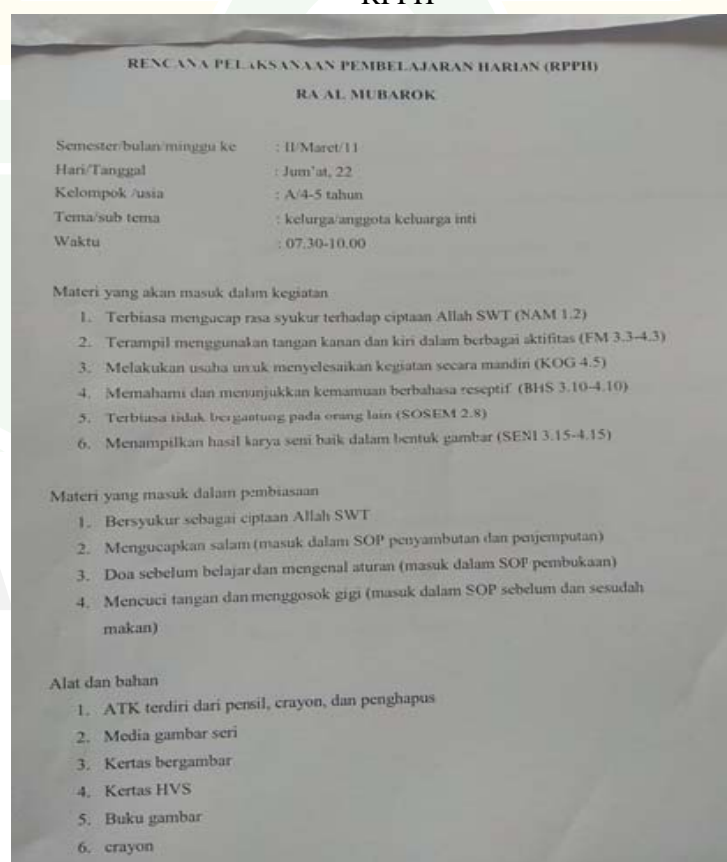 RPPH
RENCANA PELAKSANAAN PEMBELAJARAN HARIAN (RPPH)
RA AL MUBAROK
Semester/bulan/minggu ke : II/Maret/11
Hari/Tanggal : Jum'at, 22
Kelompok /usia : A/4-5 tahun
Tema/sub tema : kelurga/anggota keluarga inti
Waktu : 07.30-10.00
Materi yang akan masuk dalam kegiatan
1. Terbiasa mengucap rasa syukur terhadap ciptaan Allah SWT (NAM 1.2)
2. Terampil menggunakan tangan kanan dan kiri dalam berbagai aktifitas (FM 3.3-4.3)
3. Melakukan usaha untuk menyelesaikan kegiatan secara mandiri (KOG 4.5)
4. Memahami dan menunjukkan kemamuan berbahasa reseptif (BHS 3.10-4.10)
5. Terbiasa tidak bergantung pada orang lain (SOSEM 2.8)
6. Menampilkan hasil karya seni baik dalam bentuk gambar (SENI 3.15-4.15)
Materi yang masuk dalam pembiasaan
1. Bersyukur sebagai ciptaan Allah SWT
2. Mengucapkan salam (masuk dalam SOP penyambutan dan penjemputan)
3. Doa sebelum belajar dan mengenal aturan (masuk dalam SOP pembukaan)
4. Mencuci tangan dan menggosok gigi (masuk dalam SOP sebelum dan sesudah
makan)
Alat dan bahan
1. ATK terdiri dari pensil, crayon, dan penghapus
2. Media gambar seri
3. Kertas bergambar
4. Kertas HVS
5. Buku gambar
6. crayon